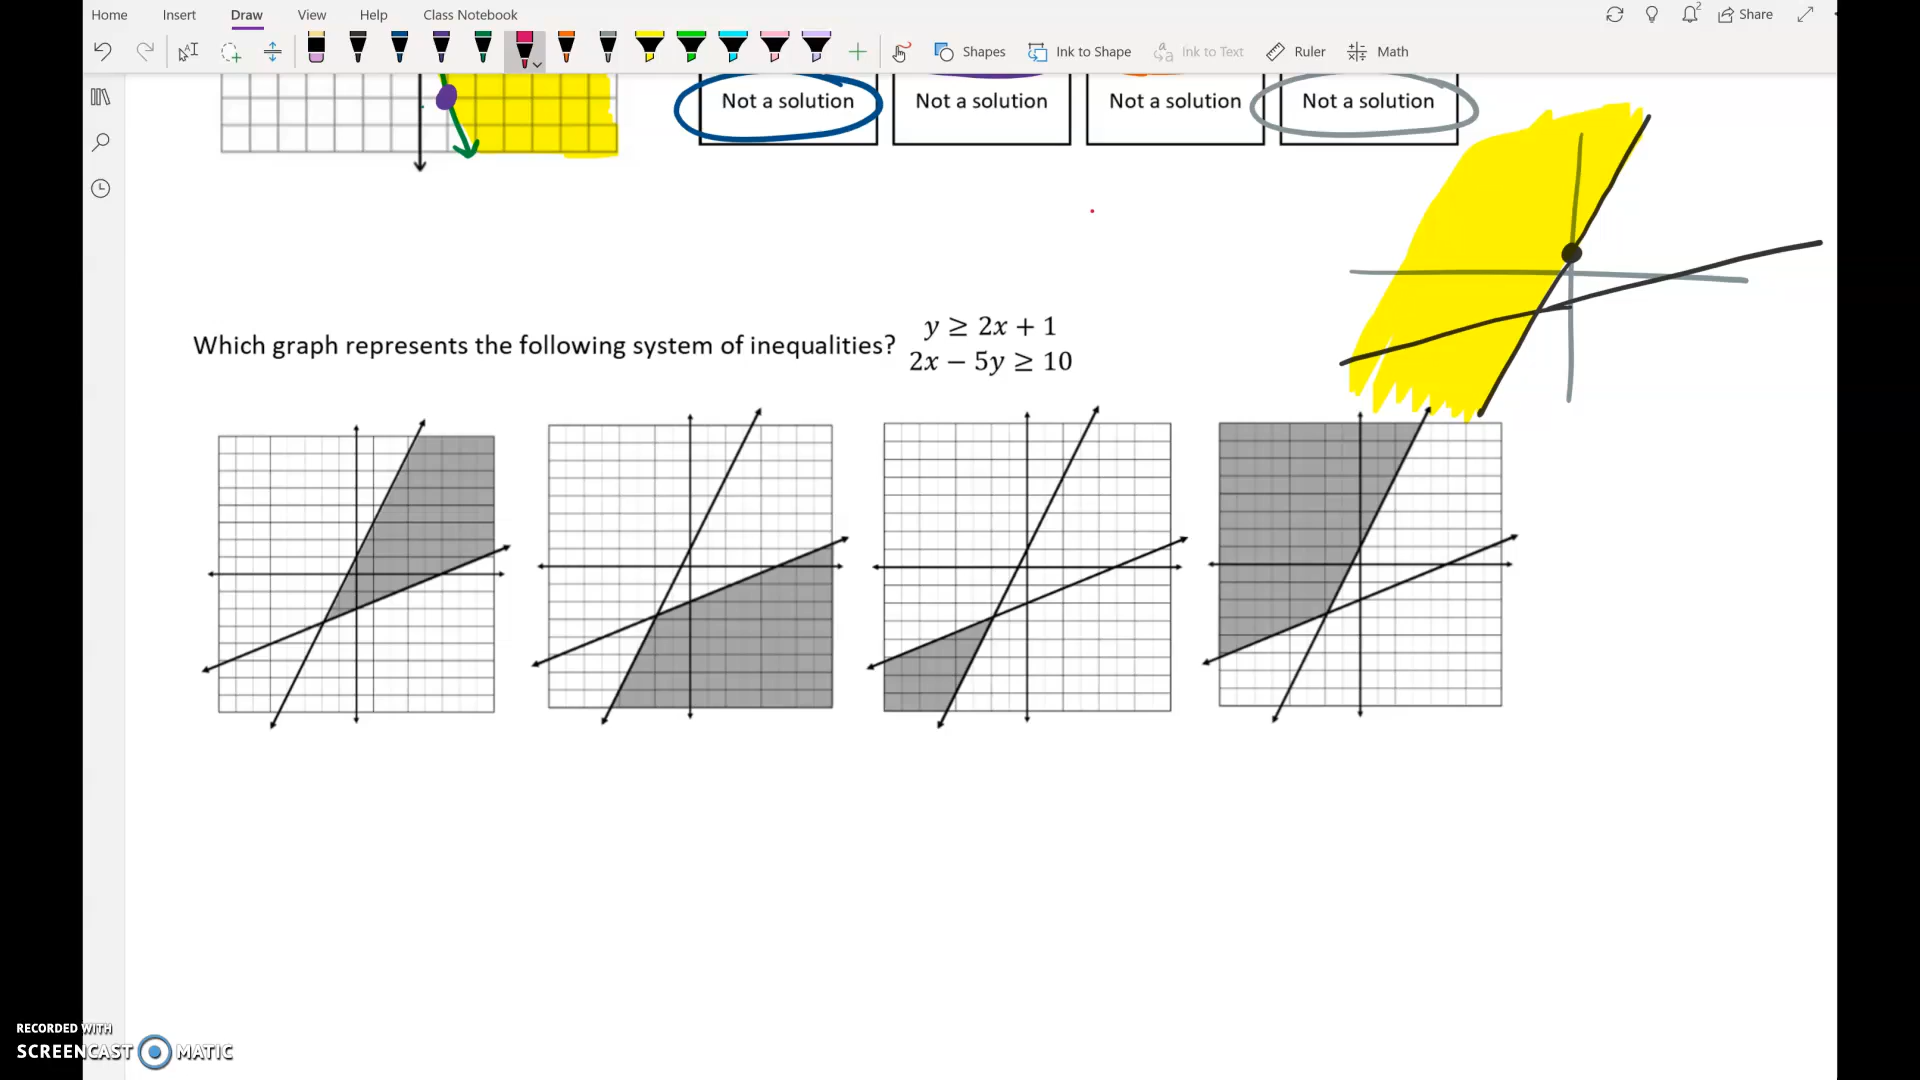 Home Insert Draw View Help Class Notebook
2 Share
Shapes Ink to Shape Ink to Text Ruler Math
Not a solution Not a solution Not a solution Not a solution
Which graph represents the following system of inequalities?
y ≥ 2x + 1
2x − 5y ≥ 10
RECORDED WITH
SCREENCAST MATIC